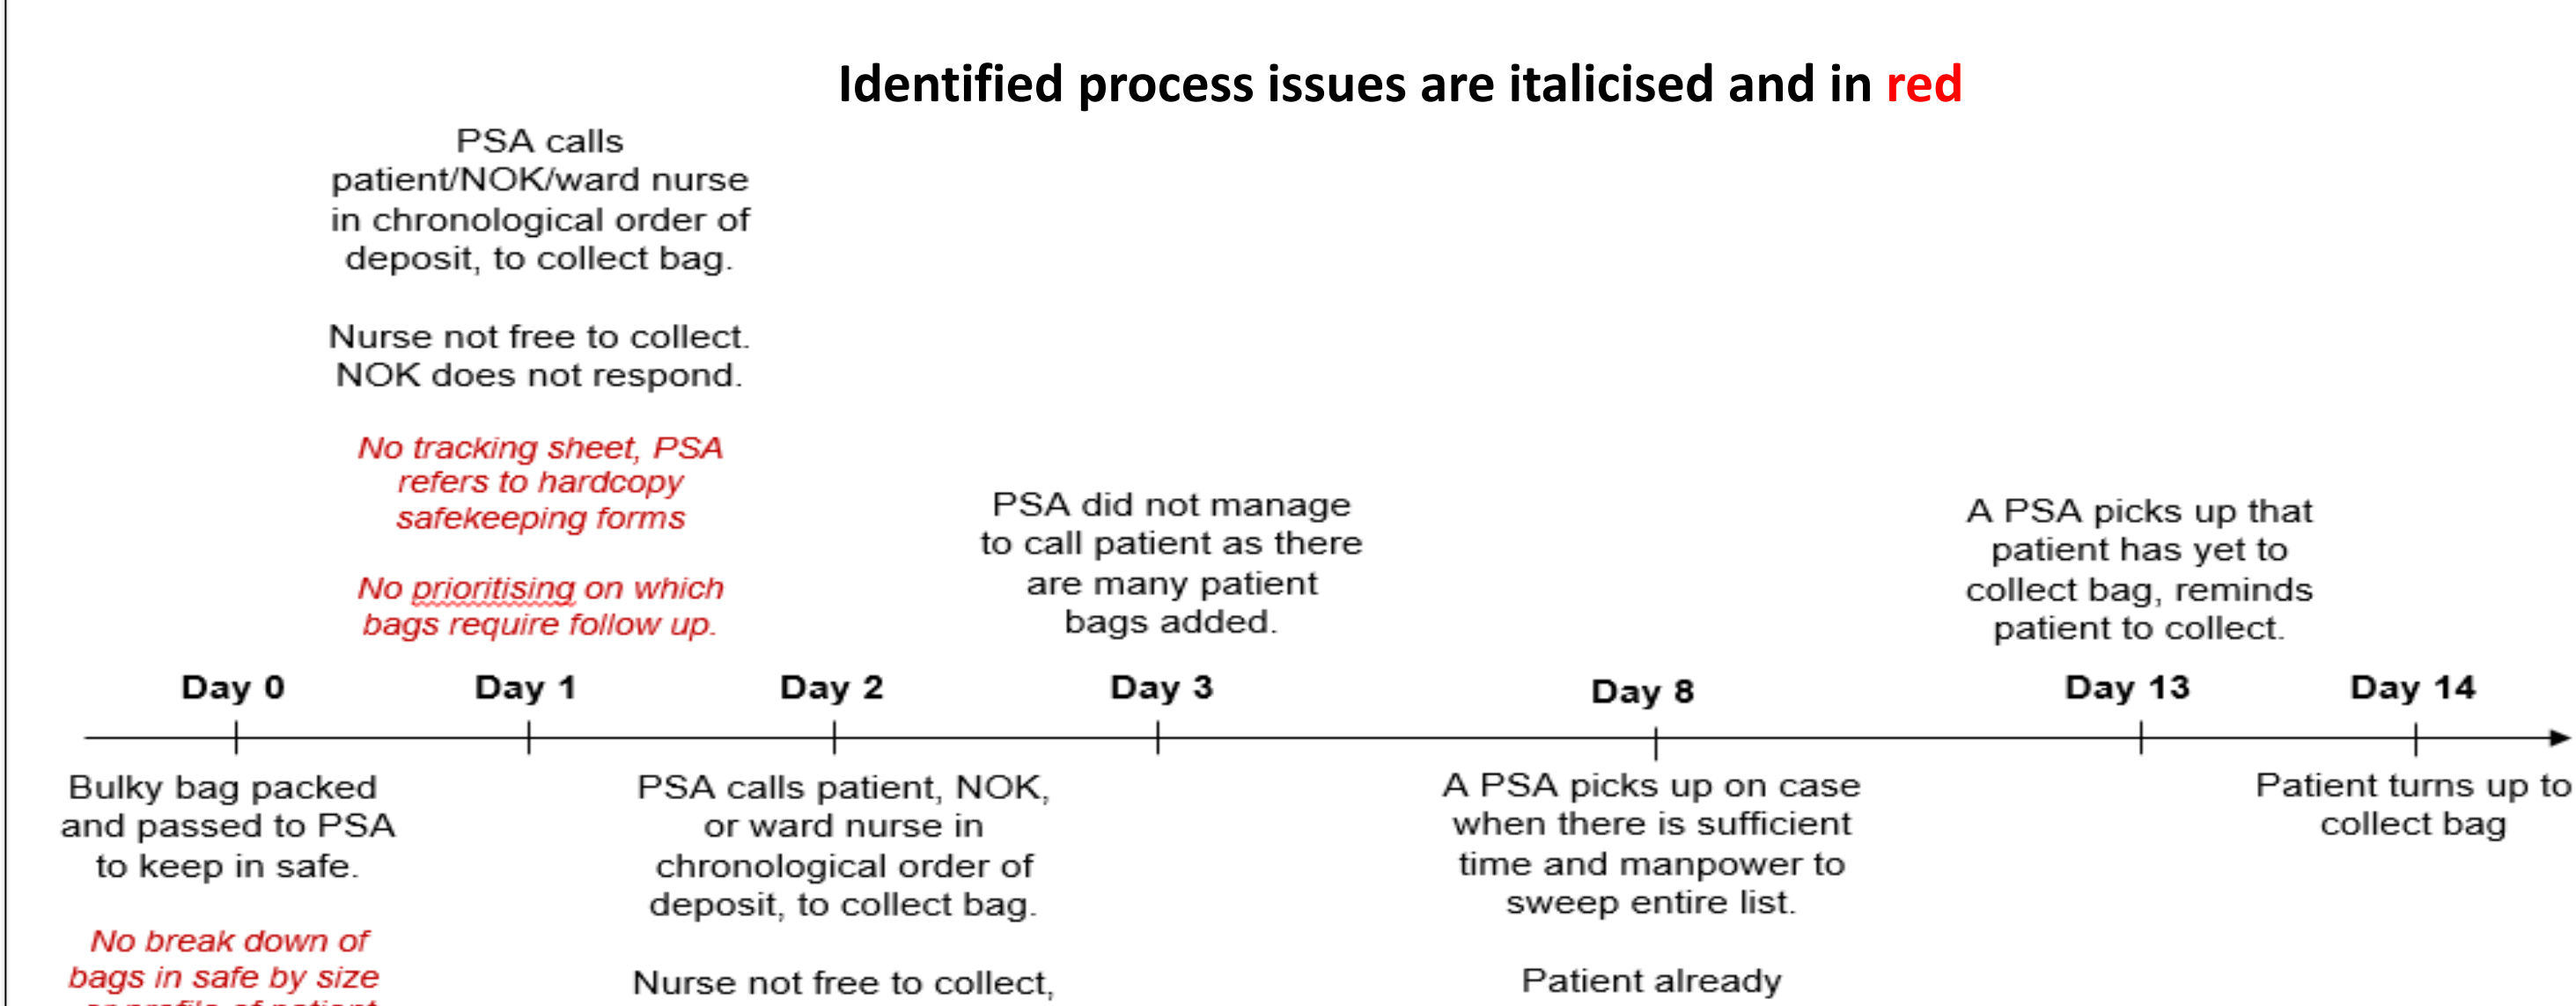 Identified process issues are italicised and in red
PSA calls
patient/NOK/ward nurse
in chronological order of
deposit, to collect bag.
Nurse not free to collect.
NOK does not respond.
No tracking sheet, PSA
refers to hardcopy
safekeeping forms
No prioritising on which
bags require follow up.
PSA did not manage
to call patient as there
are many patient
bags added.
A PSA picks up that
patient has yet to
collect bag, reminds
patient to collect.
Day 0
Day 1
Day 2
Day 3
Day 8
Day 13
Day 14
Bulky bag packed
and passed to PSA
to keep in safe.
No break down of
bags in safe by size
or profile of patient
PSA calls patient, NOK,
or ward nurse in
chronological order of
deposit, to collect bag.
Nurse not free to collect,
A PSA picks up on case
when there is sufficient
time and manpower to
sweep entire list.
Patient already
Patient turns up to
collect bag